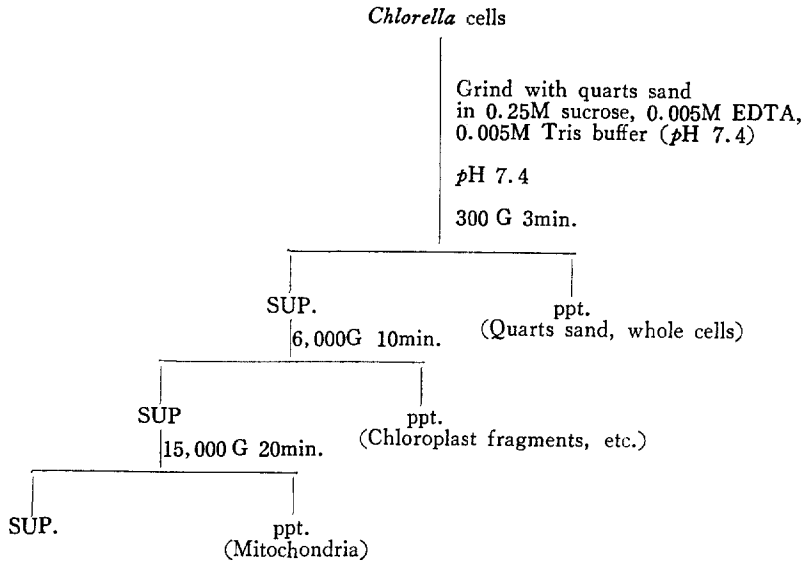 Chlorella cells
Grind with quarts sand
in 0.25M sucrose, 0.005M EDTA,
0.005M Tris buffer (pH 7.4)
pH 7.4
300 G 3min.
SUP.
ppt.
(Quarts sand, whole cells)
6,000G 10min.
SUP
ppt.
(Chloroplast fragments, etc.)
15,000 G 20min.
SUP.
ppt.
(Mitochondria)